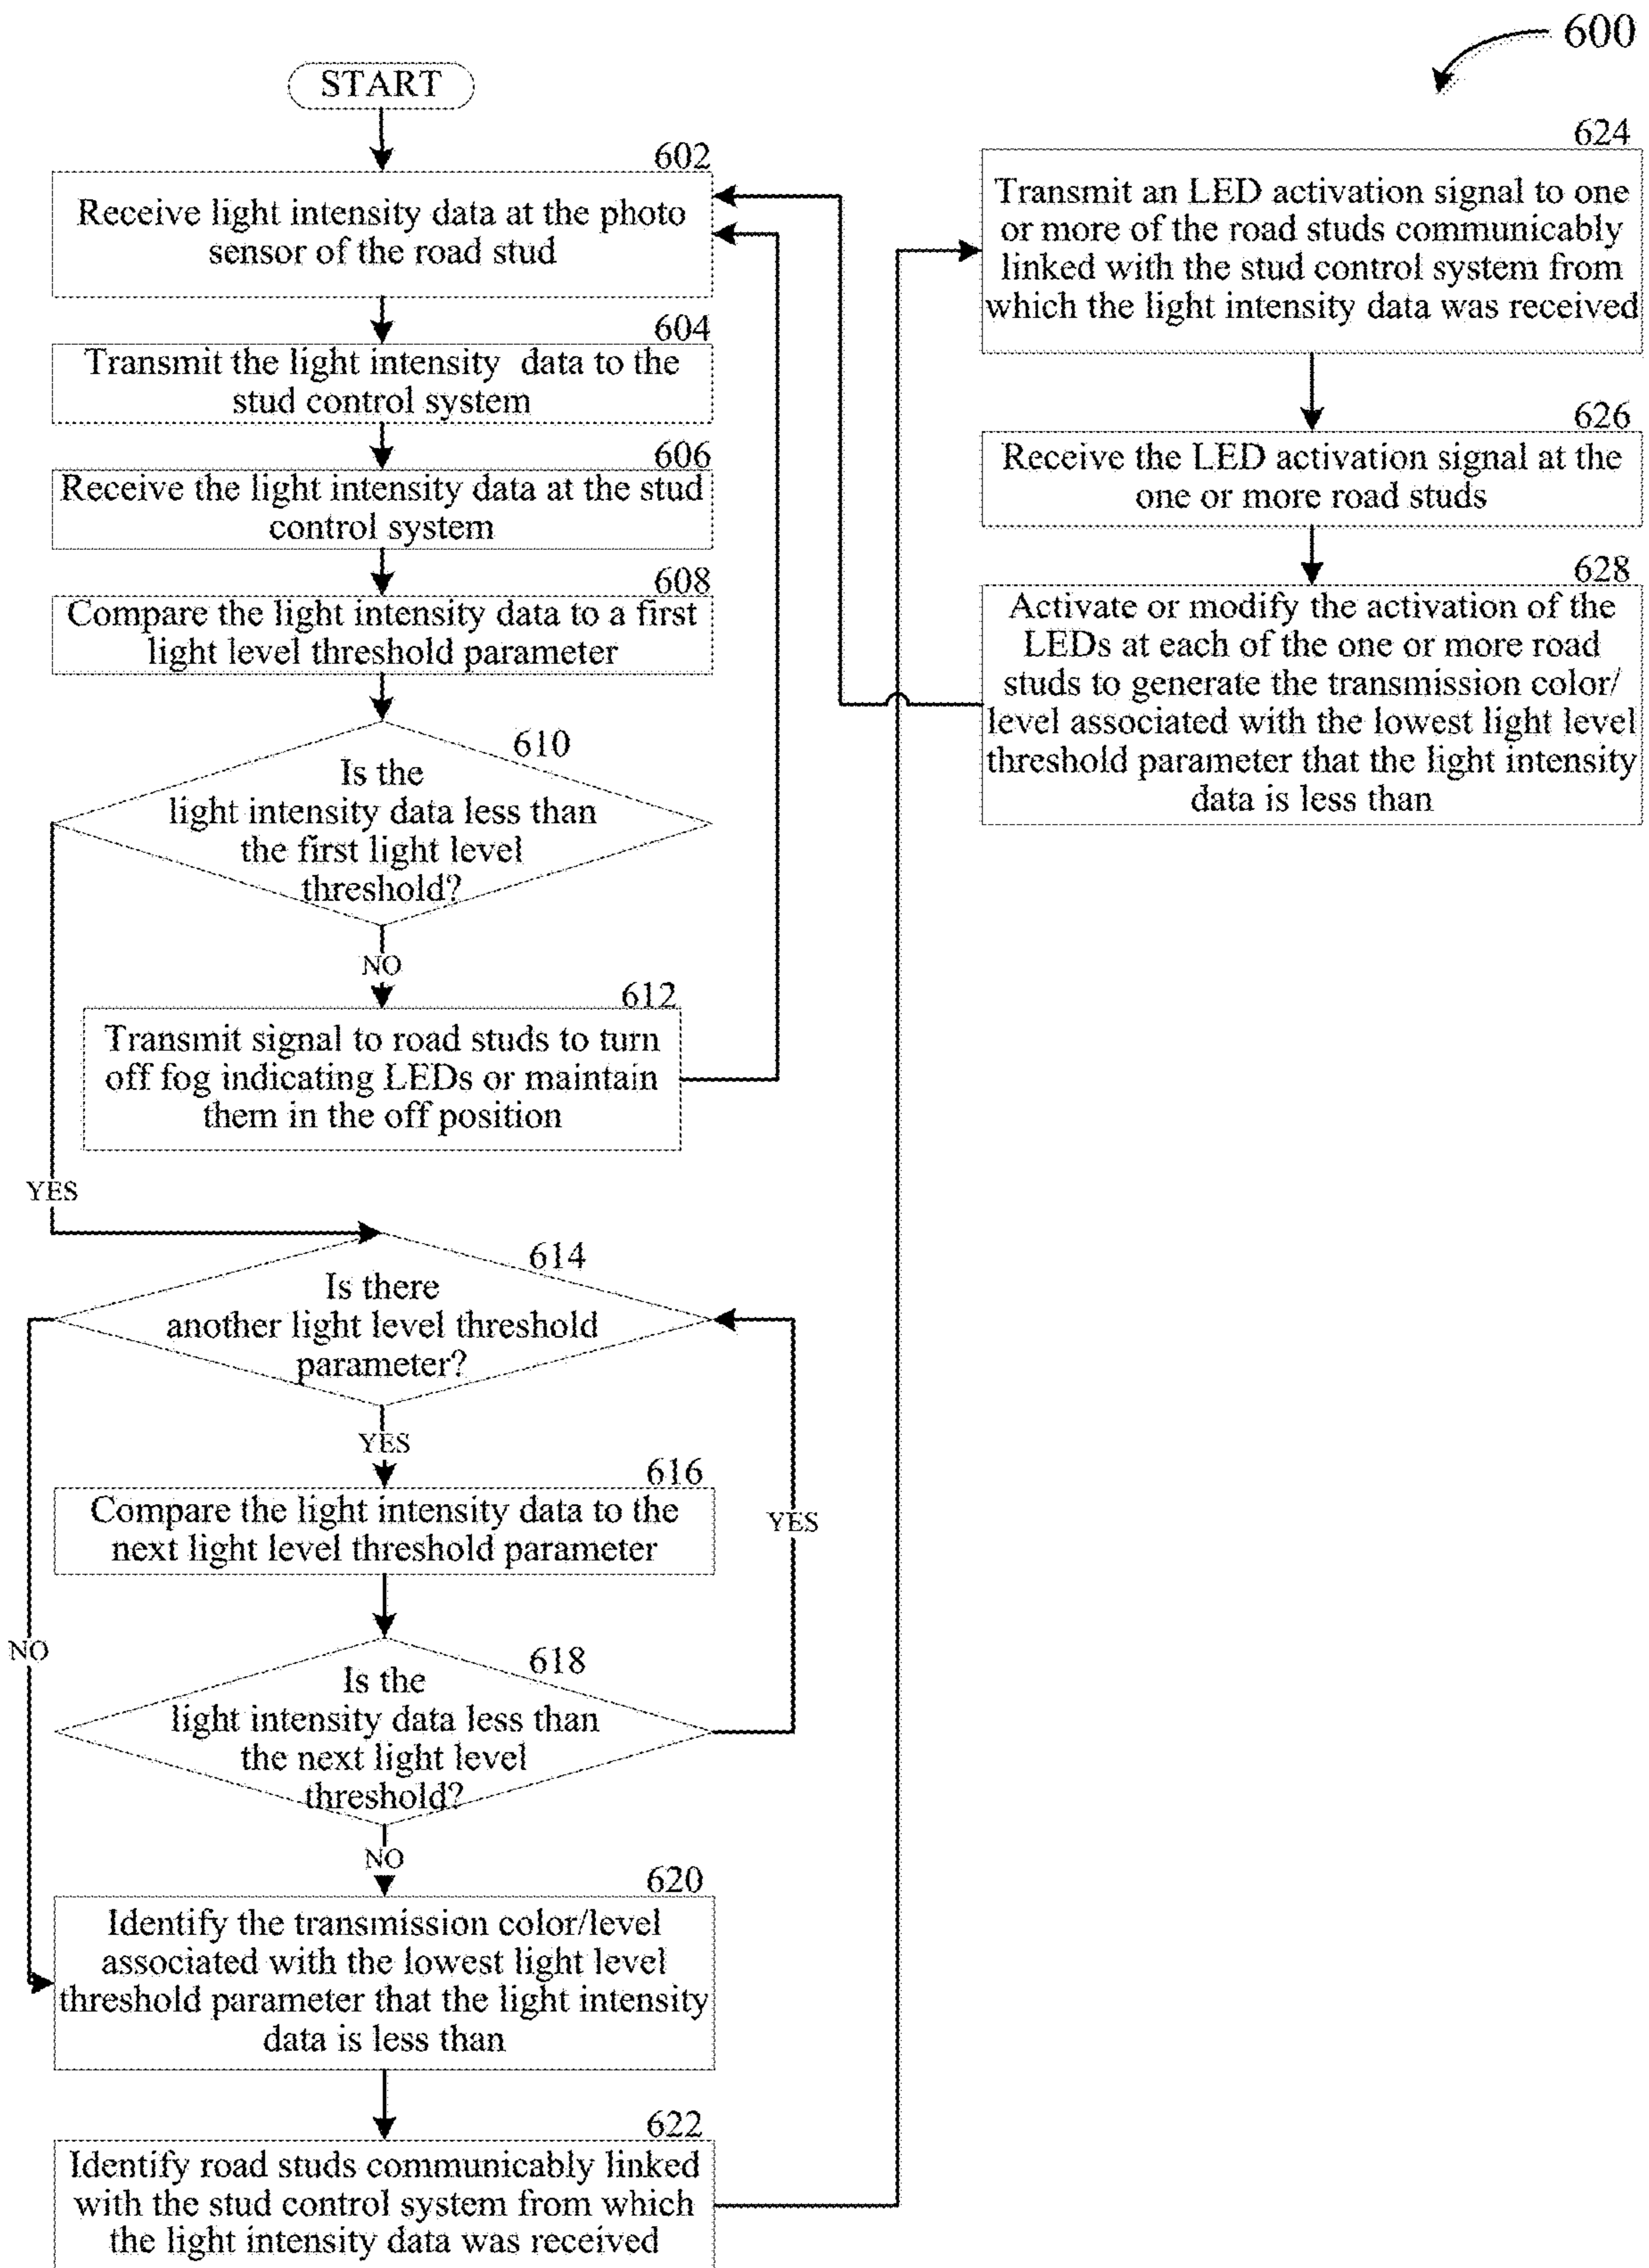 600
START
602
Receive light intensity data at the photo
sensor of the road stud
604
Transmit the light intensity data to the
stud control system
606
Receive the light intensity data at the stud
control system
608
Compare the light intensity data to a first
light level threshold parameter
610
Is the
light intensity data less than
the first light level
threshold?
NO
612
Transmit signal to road studs to turn
off fog indicating LEDs or maintain
them in the off position
YES
614
Is there
another light level threshold
parameter?
YES
616
Compare the light intensity data to the
next light level threshold parameter
YES
NO
618
Is the
light intensity data less than
the next light level
threshold?
NO
620
Identify the transmission color/level
associated with the lowest light level
threshold parameter that the light intensity
data is less than
622
Identify road studs communicably linked
with the stud control system from which
the light intensity data was received
624
Transmit an LED activation signal to one
or more of the road studs communicably
linked with the stud control system from
which the light intensity data was received
626
Receive the LED activation signal at the
one or more road studs
628
Activate or modify the activation of the
LEDs at each of the one or more road
studs to generate the transmission color/
level associated with the lowest light level
threshold parameter that the light intensity
data is less than